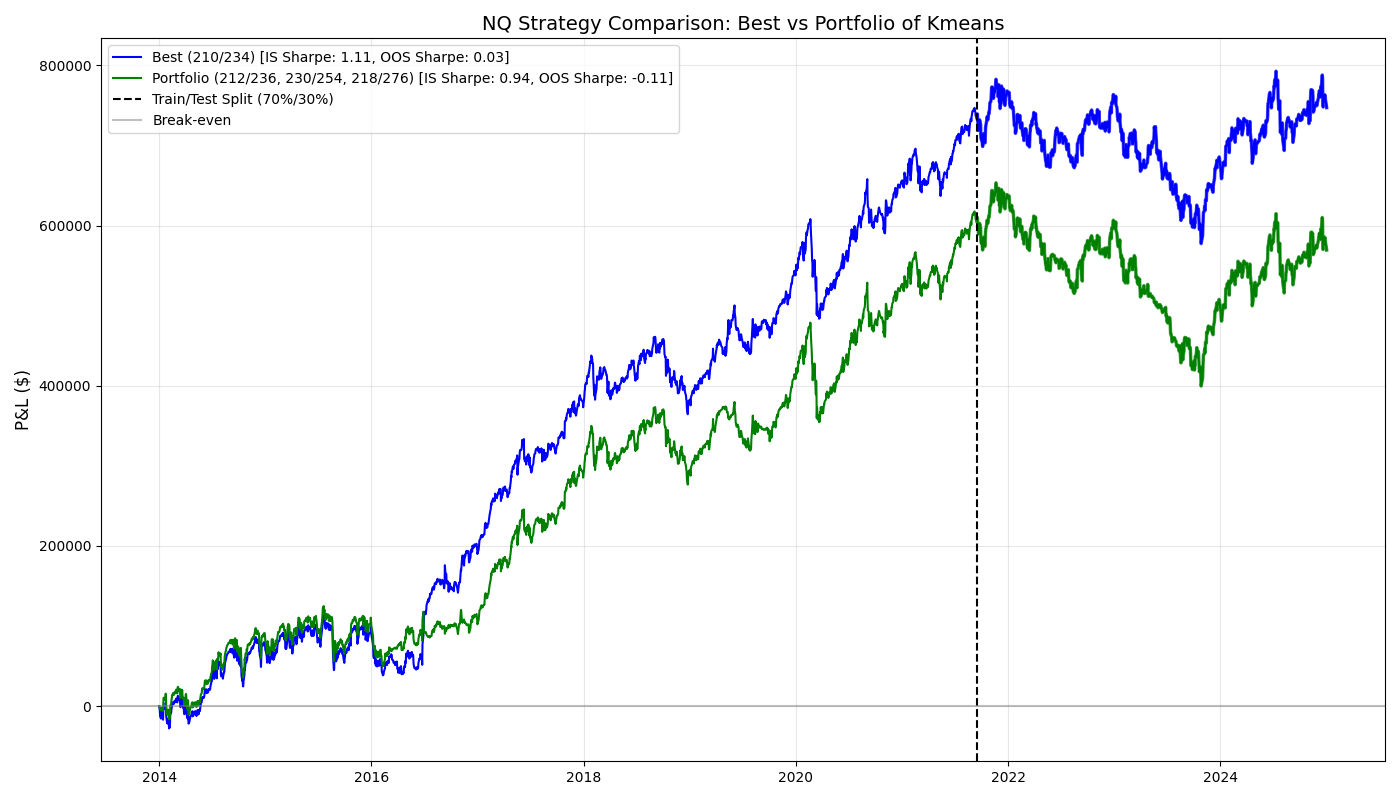 NQ Strategy Comparison: Best vs Portfolio of Kmeans
Best (210/234) [IS Sharpe: 1.11, OOS Sharpe: 0.03]
Portfolio (212/236, 230/254, 218/276) [IS Sharpe: 0.94, OOS Sharpe: -0.11]
Train/Test Split (70%/30%)
Break-even
P&L ($)
800000
600000
400000
200000
0
2014
2016
2018
2020
2022
2024